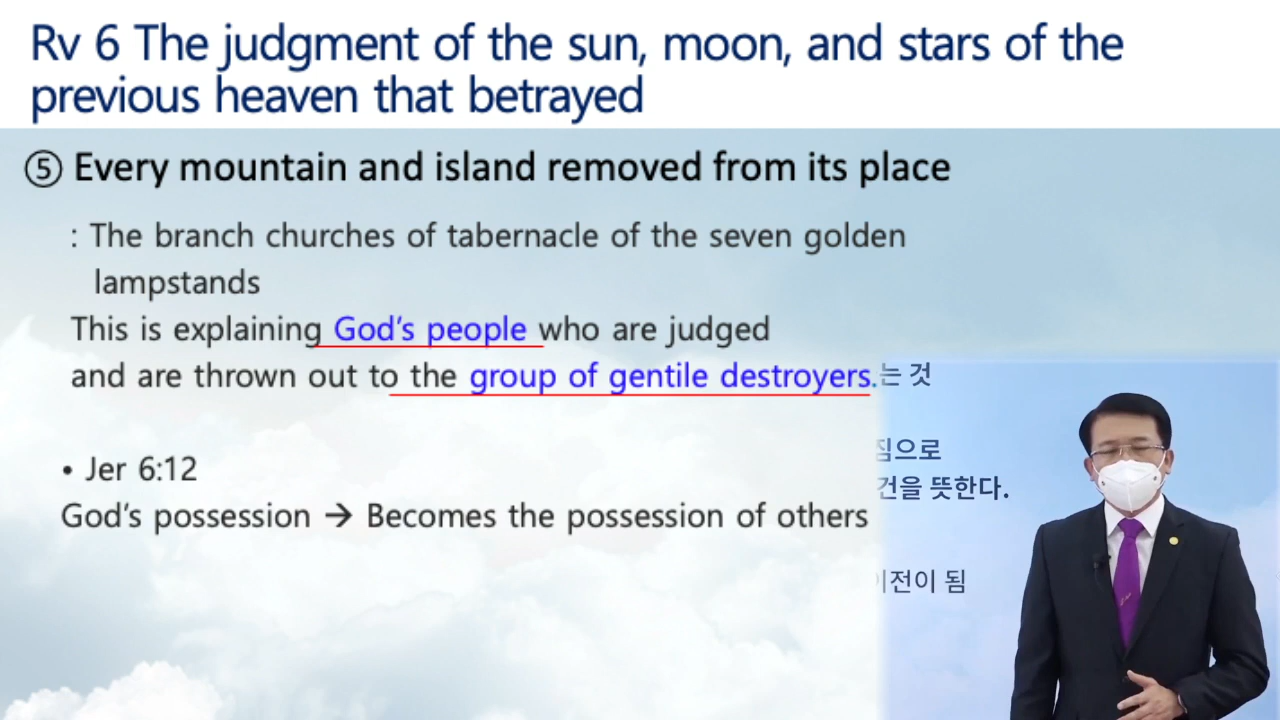 Rv 6 The judgment of the sun, moon, and stars of the
previous heaven that betrayed
⑤ Every mountain and island removed from its place
: The branch churches of tabernacle of the seven golden
lampstands
This is explaining God's people who are judged
and are thrown out to the group of gentile destroyers.
는 것
짐으로
건을 뜻한다.
• Jer 6:12
God's possession → Becomes the possession of others
이전이 됨